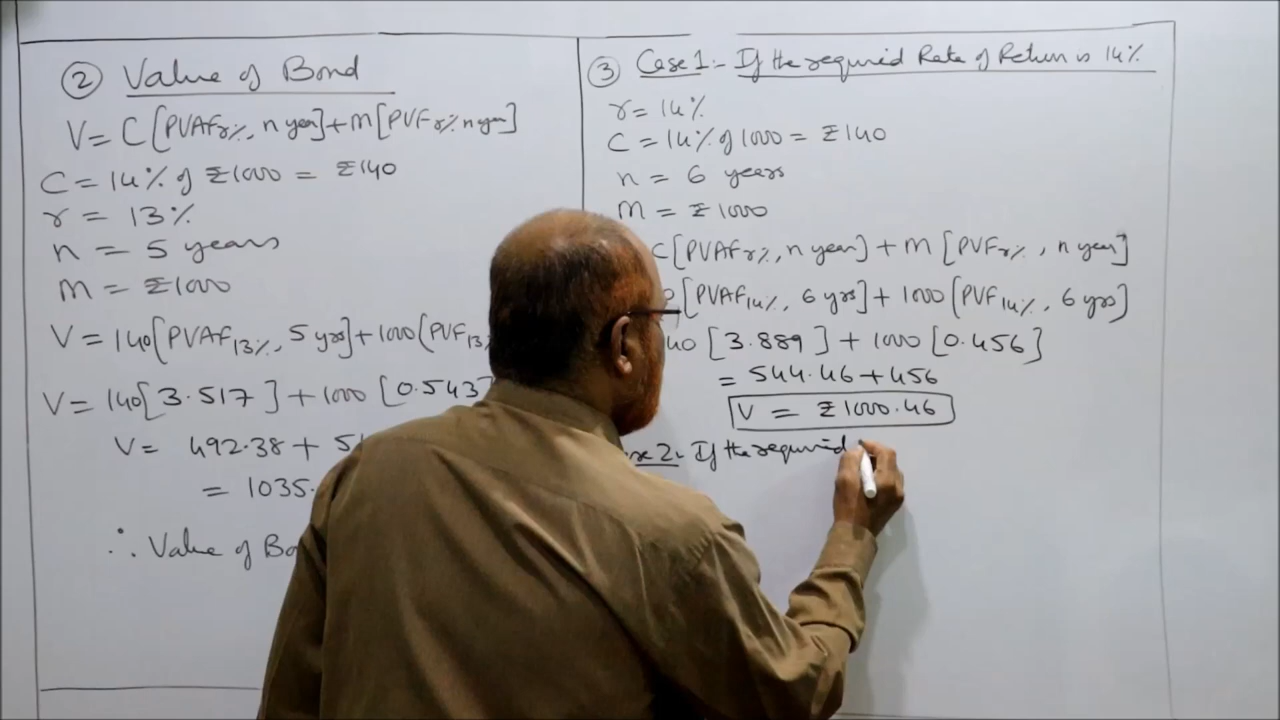 ② Value of Bond
V = C [PVAFr%, n year] + M [PVFr% n year]
C = 14% of ₹1000 = ₹140
r = 13%
n = 5 years
M = ₹1000
V = 140 [PVAF13%, 5 yrs] + 1000 (PVF13
V = 140 [3.517] + 1000 [0.543]
V = 492.38 + 5
= 1035.
∴ Value of Bo
③ Case 1:- If the required Rate of Return is 14%
r = 14%
C = 14% of 1000 = ₹140
n = 6 years
M = ₹1000
C [PVAFr%, n year] + M [PVFr%, n year]
[PVAF14%, 6 yrs] + 1000 (PVF14%, 6 yrs]
40 [3.889] + 1000 [0.456]
= 544.46 + 456
V = ₹1000.46
se 2:- If the required